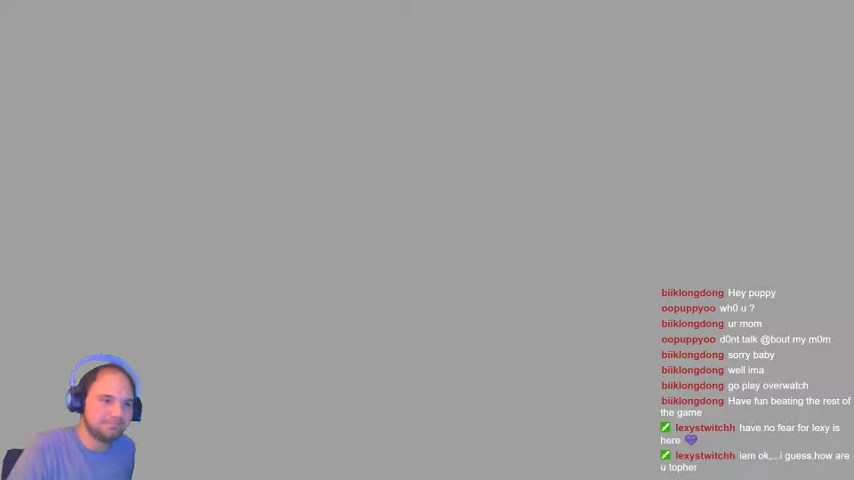 biiklongdong Hey puppy
oopuppyoo wh0 u ?
biiklongdong ur mom
oopuppyoo d0nt talk @bout my m0m
biiklongdong sorry baby
biiklongdong well ima
biiklongdong go play overwatch
biiklongdong Have fun beating the rest of
the game
lexystwitchh have no fear for lexy is
here
lexystwitchh iam ok,...i guess.how are
u topher